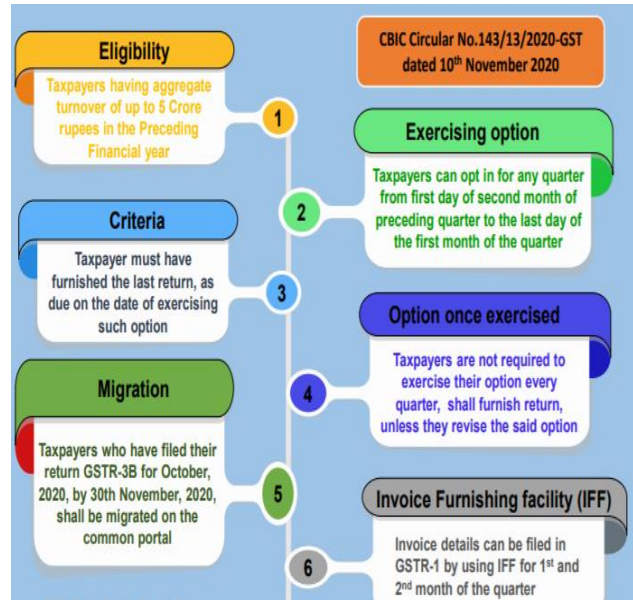 CBIC Circular No.143/13/2020-GST
dated 10th November 2020
Eligibility
Taxpayers having aggregate
turnover of up to 5 Crore
rupees in the Preceding
Financial year
1
Exercising option
Taxpayers can opt in for any quarter
from first day of second month of
preceding quarter to the last day of
the first month of the quarter
2
Criteria
Taxpayer must have
furnished the last return, as
due on the date of exercising
such option
3
Option once exercised
Taxpayers are not required to
exercise their option every
quarter, shall furnish return,
unless they revise the said option
4
Migration
Taxpayers who have filed their
return GSTR-3B for October,
2020, by 30th November, 2020,
shall be migrated on the
common portal
5
Invoice Furnishing facility (IFF)
Invoice details can be filed in
GSTR-1 by using IFF for 1st and
2nd month of the quarter
6